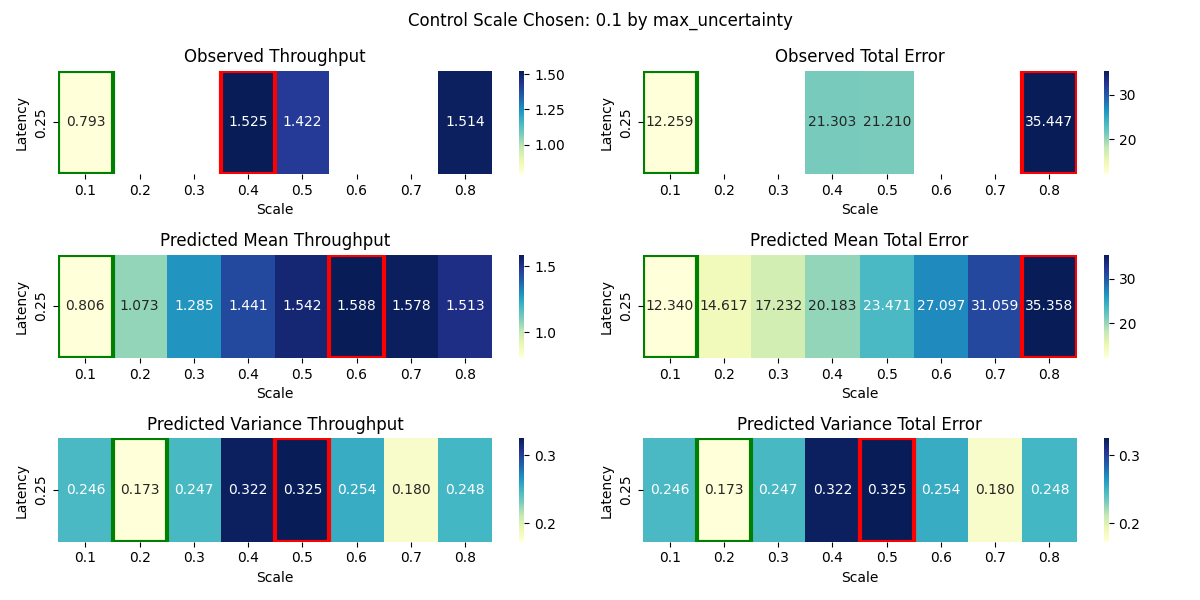 Control Scale Chosen: 0.1 by max_uncertainty
Observed Throughput
Latency
0.25
0.793 1.525 1.422 1.514
0.1 0.2 0.3 0.4 0.5 0.6 0.7 0.8
Scale
1.50
1.25
1.00
Observed Total Error
Latency
0.25
12.259 21.303 21.210 35.447
0.1 0.2 0.3 0.4 0.5 0.6 0.7 0.8
Scale
30
20
Predicted Mean Throughput
Latency
0.25
0.806 1.073 1.285 1.441 1.542 1.588 1.578 1.513
0.1 0.2 0.3 0.4 0.5 0.6 0.7 0.8
Scale
1.5
1.0
Predicted Mean Total Error
Latency
0.25
12.340 14.617 17.232 20.183 23.471 27.097 31.059 35.358
0.1 0.2 0.3 0.4 0.5 0.6 0.7 0.8
Scale
30
20
Predicted Variance Throughput
Latency
0.25
0.246 0.173 0.247 0.322 0.325 0.254 0.180 0.248
0.1 0.2 0.3 0.4 0.5 0.6 0.7 0.8
Scale
0.3
0.2
Predicted Variance Total Error
Latency
0.25
0.246 0.173 0.247 0.322 0.325 0.254 0.180 0.248
0.1 0.2 0.3 0.4 0.5 0.6 0.7 0.8
Scale
0.3
0.2